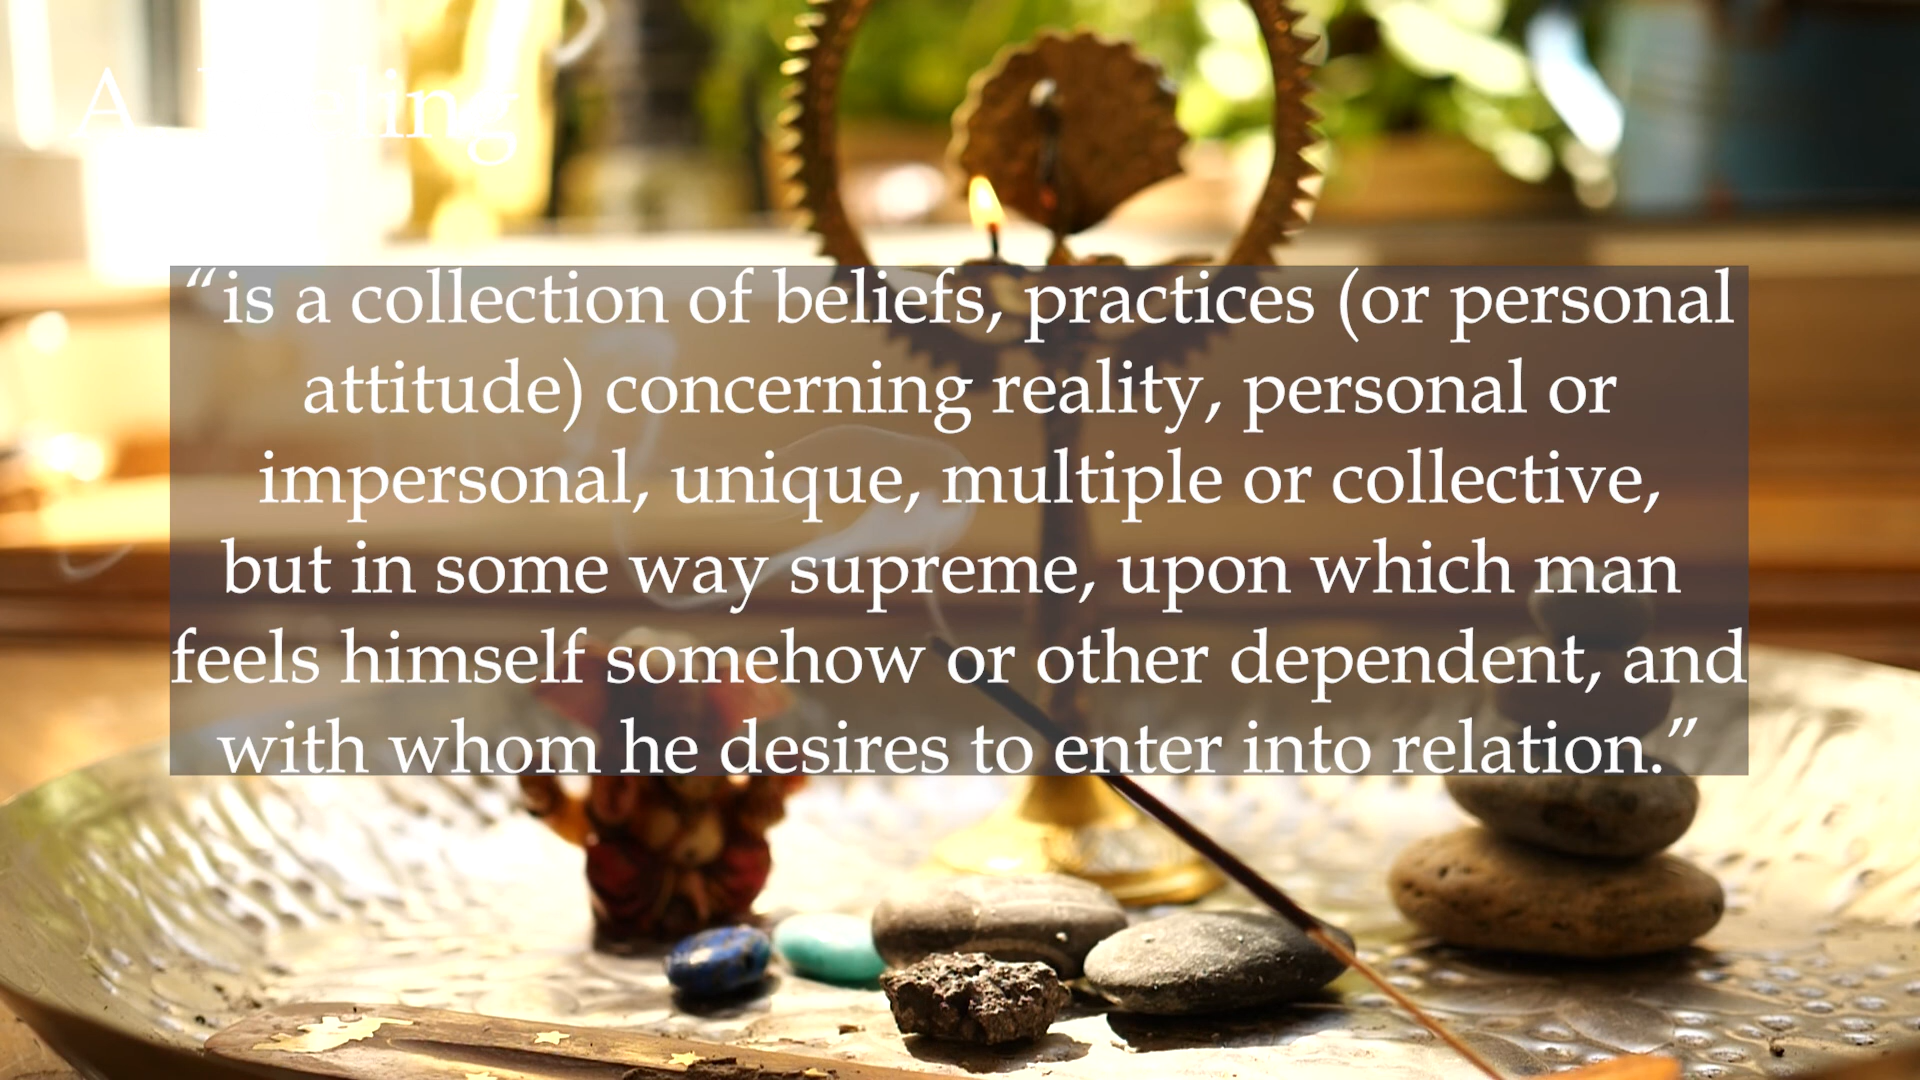 A.
“is a collection of beliefs, practices (or personal
attitude) concerning reality, personal or
impersonal, unique, multiple or collective,
but in some way supreme, upon which man
feels himself somehow or other dependent, and
with whom he desires to enter into relation.”